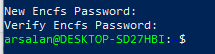 New Encfs Password:
Verify Encfs Password:
arsalan@DESKTOP-SD27HBI: $